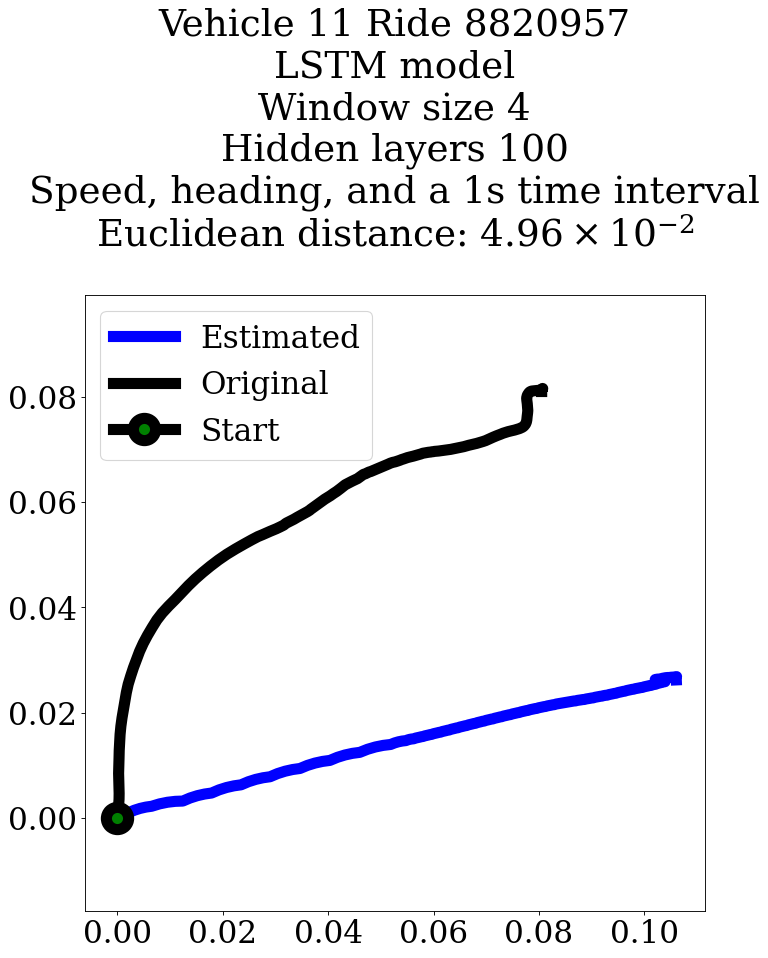 Vehicle 11 Ride 8820957
LSTM model
Window size 4
Hidden layers 100
Speed, heading, and a 1s time interval
Euclidean distance: 4.96 × 10⁻²
Estimated
Original
Start
0.08
0.06
0.04
0.02
0.00
0.00 0.02 0.04 0.06 0.08 0.10